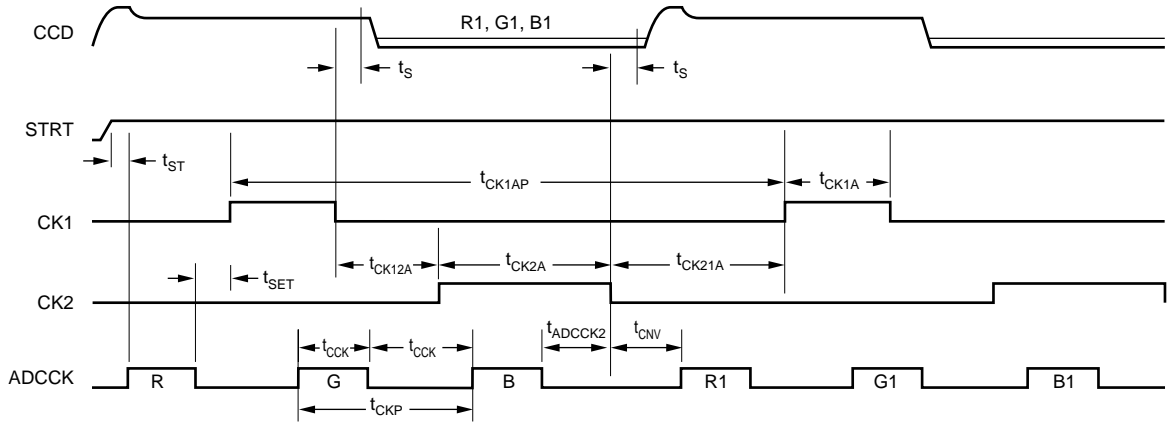 CCD
R1, G1, B1
tS
tS
STRT
tST
tCK1AP
tCK1A
CK1
tCK12A
tCK2A
tCK21A
tSET
CK2
tCCK
tCCK
tADCCK2
tCNV
ADCCK
R
G
B
R1
G1
B1
tCKP